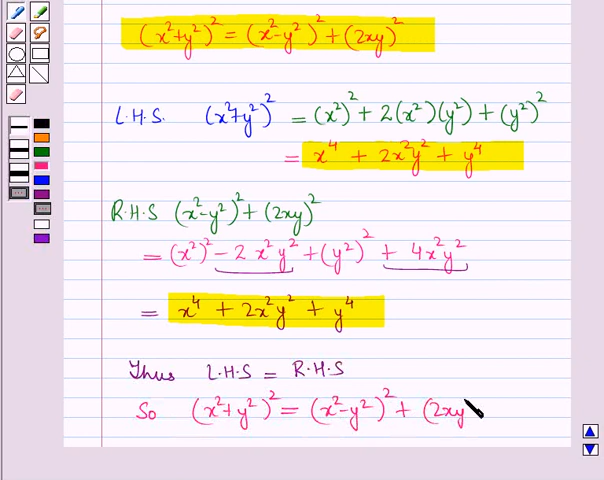 (x²+y²)² = (x²-y²)² + (2xy)²
L.H.S. (x²+y²)² = (x²)² + 2(x²)(y²) + (y²)²
= x⁴ + 2x²y² + y⁴
R.H.S (x²-y²)² + (2xy)²
= (x²)² - 2x²y² + (y²)² + 4x²y²
= x⁴ + 2x²y² + y⁴
Thus L.H.S = R.H.S
So (x²+y²)² = (x²-y²)² + (2xy